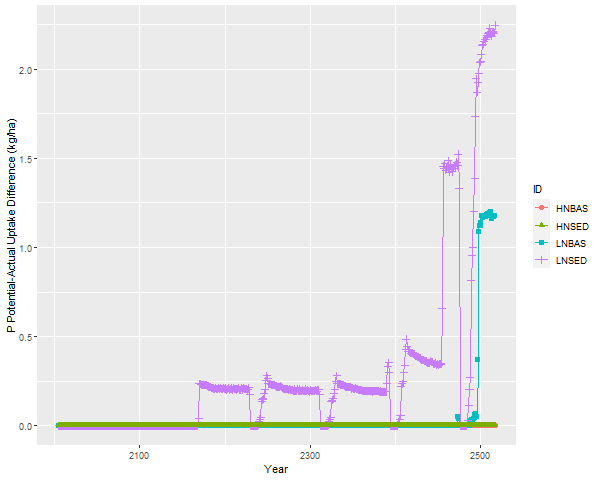 P Potential-Actual Uptake Difference (kg/ha)
2.0
1.5
1.0
0.5
0.0
2100
2300
2500
Year
ID
HNBAS
HNSED
LNBAS
LNSED